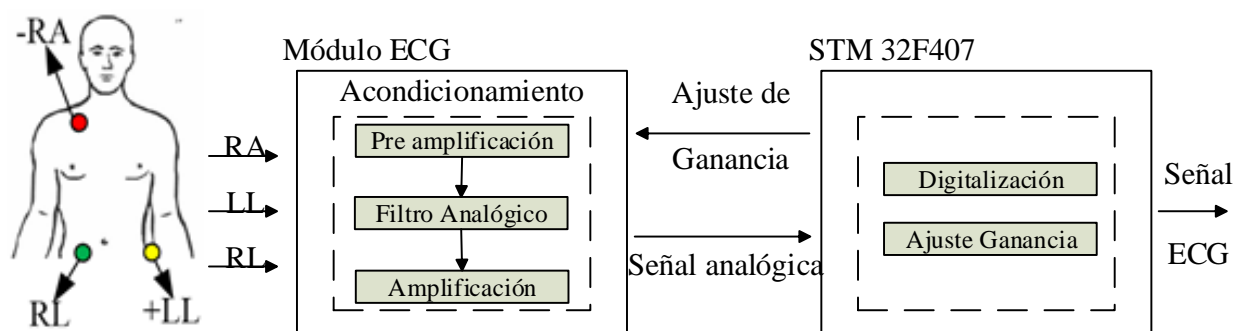 -RA
RL
+LL
RA
LL
RL
Módulo ECG
Acondicionamiento
Pre amplificación
Filtro Analógico
Amplificación
Ajuste de
Ganancia
Señal analógica
STM 32F407
Digitalización
Ajuste Ganancia
Señal
ECG